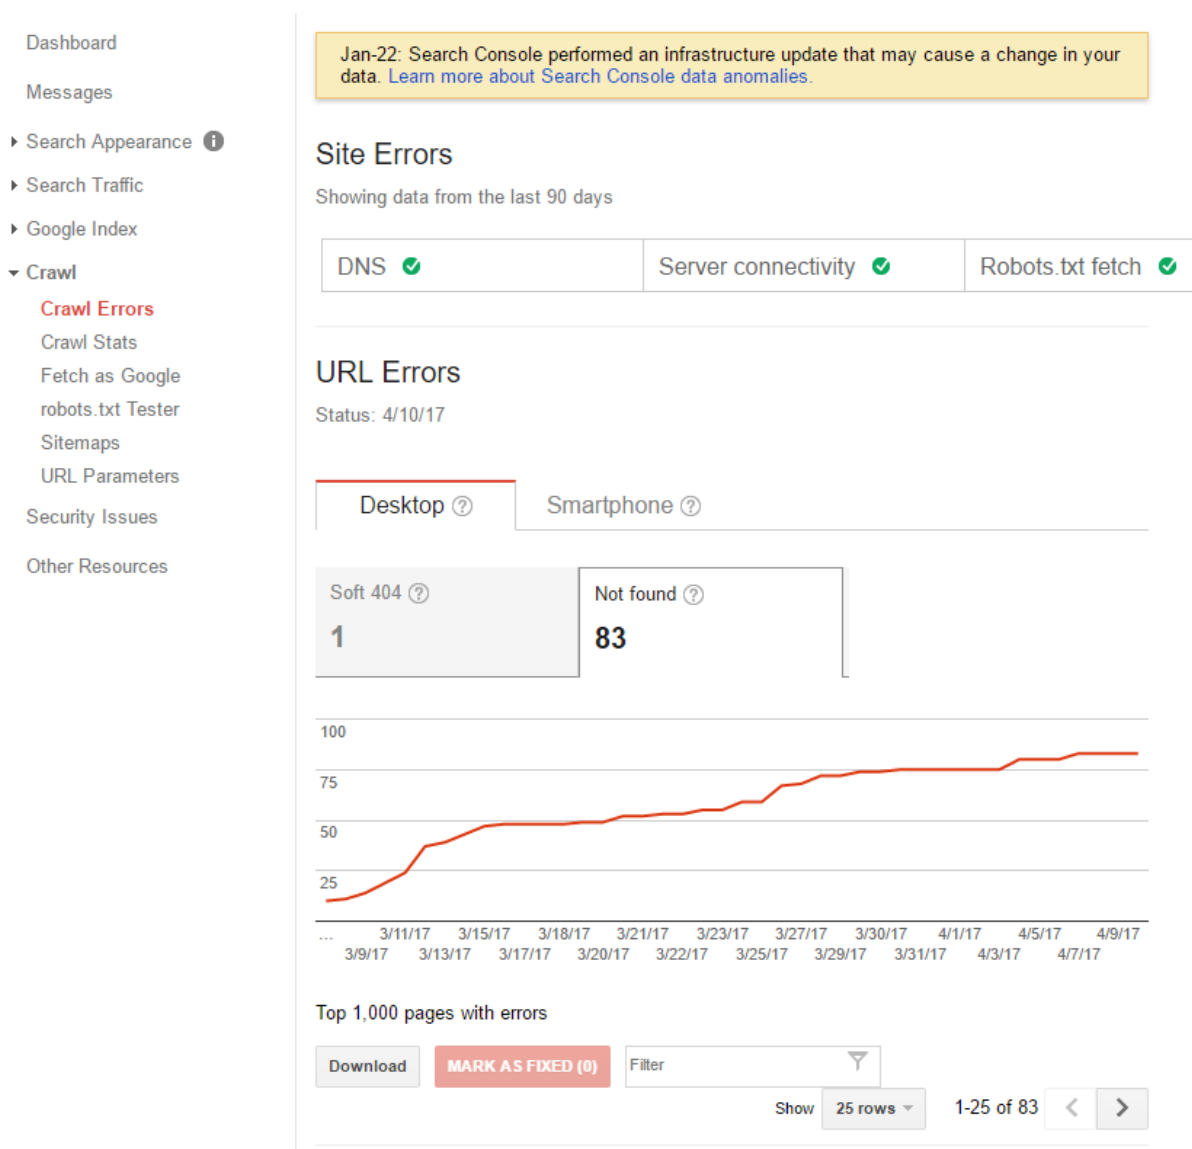 Dashboard
Messages
Search Appearance
Search Traffic
Google Index
Crawl
Crawl Errors
Crawl Stats
Fetch as Google
robots.txt Tester
Sitemaps
URL Parameters
Security Issues
Other Resources
Jan-22: Search Console performed an infrastructure update that may cause a change in your
data. Learn more about Search Console data anomalies.
Site Errors
Showing data from the last 90 days
DNS
Server connectivity
Robots.txt fetch
URL Errors
Status: 4/10/17
Desktop ?
Smartphone ?
Soft 404 ?
1
Not found ?
83
100
75
50
25
... 3/11/17 3/15/17 3/18/17 3/21/17 3/23/17 3/27/17 3/30/17 4/1/17 4/5/17 4/9/17
3/9/17 3/13/17 3/17/17 3/20/17 3/22/17 3/25/17 3/29/17 3/31/17 4/3/17 4/7/17
Top 1,000 pages with errors
Download
MARK AS FIXED (0)
Filter
Show 25 rows 1-25 of 83